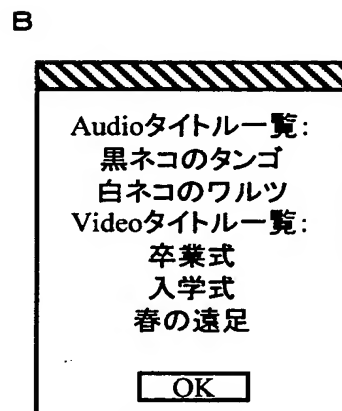 B
Audioタイトル一覧:
黒ネコのタンゴ
白ネコのワルツ
Videoタイトル一覧:
卒業式
入学式
春の遠足
OK